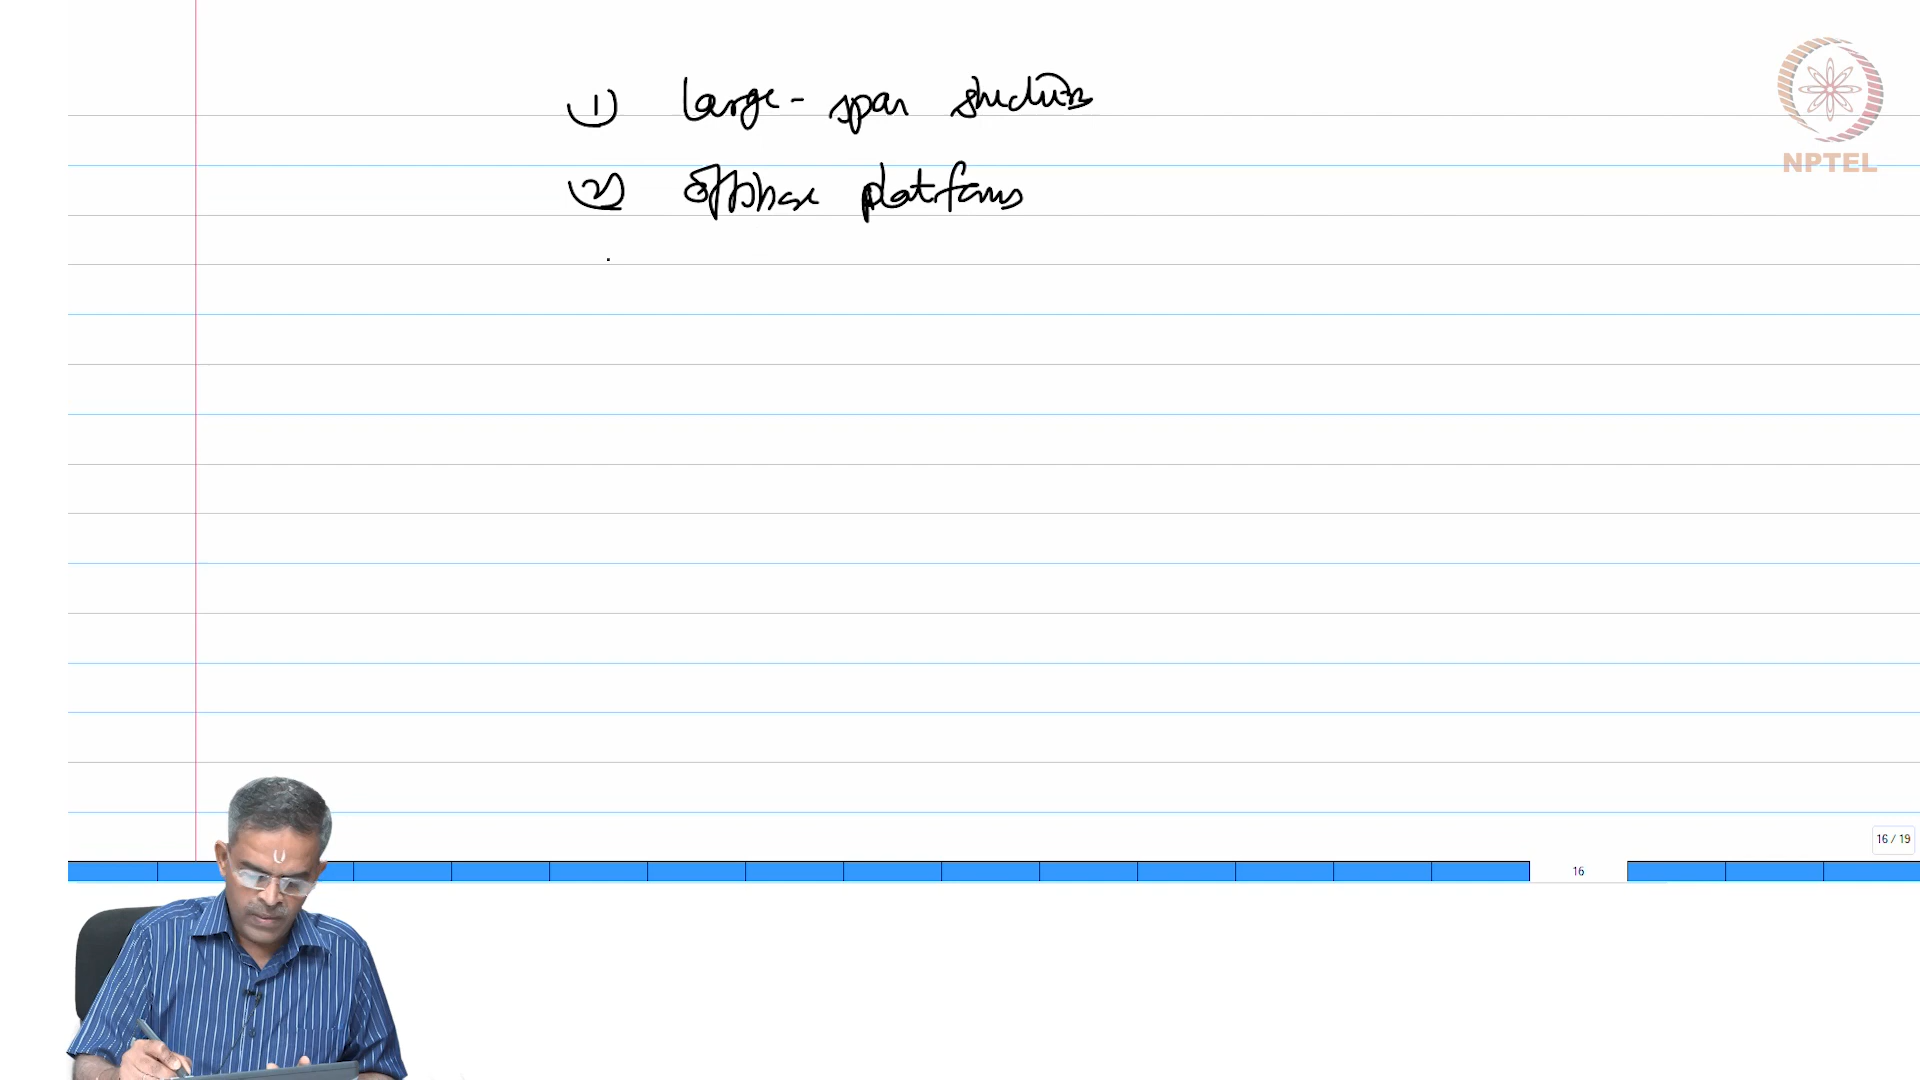 ① large-span structures
NPTEL
② offshore platforms
16 / 19
16